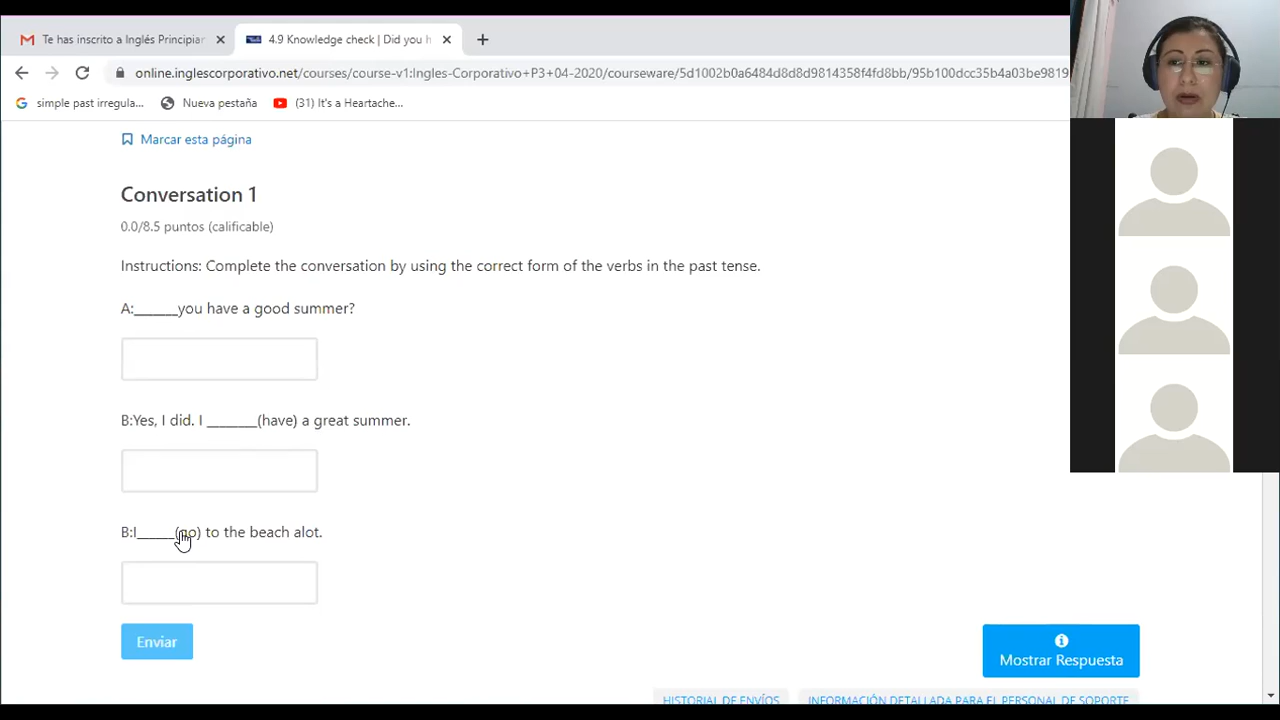 Te has inscrito a Inglés Principian
4.9 Knowledge check | Did you h
online.inglescorporativo.net/courses/course-v1:Ingles-Corporativo+P3+04-2020/courseware/5d1002b0a6484d8d8b9814358f4fd8bb/95b100dcc35b4a03be9819
simple past irregula...
Nueva pestaña
(31) It's a Heartache...
Marcar esta página
Conversation 1
0.0/8.5 puntos (calificable)
Instructions: Complete the conversation by using the correct form of the verbs in the past tense.
A:_______you have a good summer?
B:Yes, I did. I ________(have) a great summer.
B:I______(go) to the beach alot.
Enviar
Mostrar Respuesta
HISTORIAL DE ENVÍOS
INFORMACIÓN DETALLADA PARA EL PERSONAL DE SOPORTE